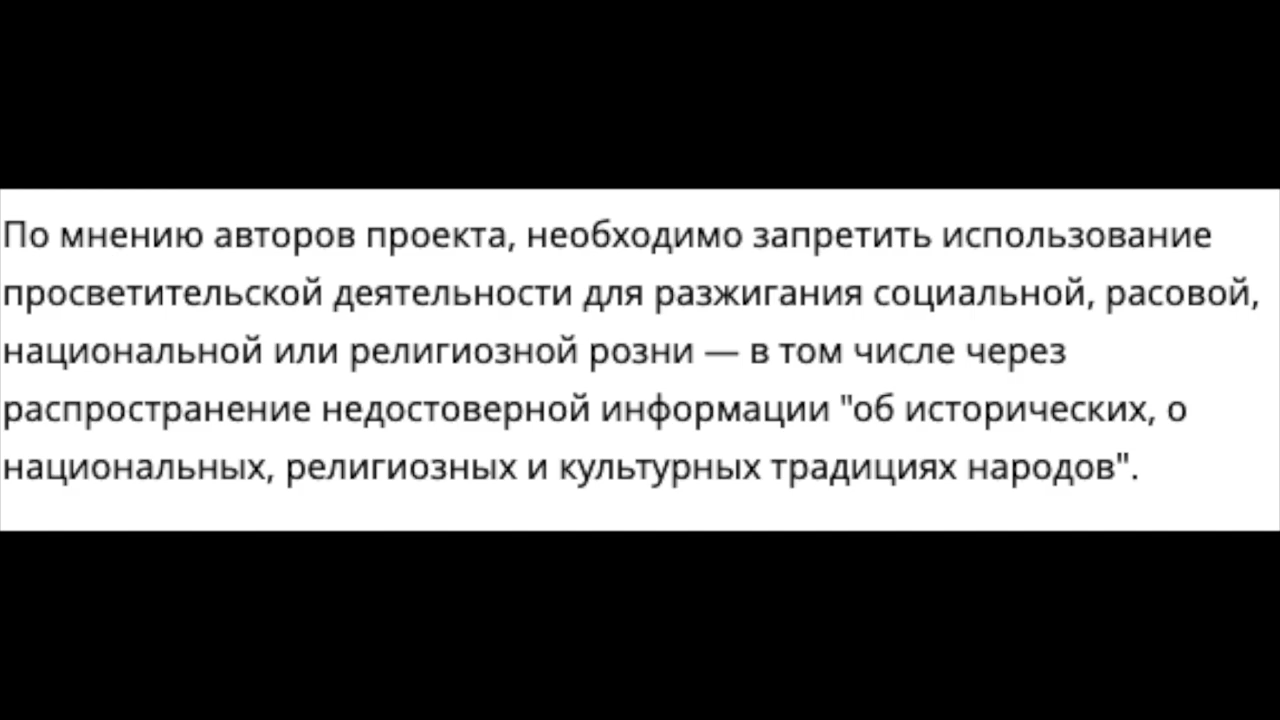 По мнению авторов проекта, необходимо запретить использование
просветительской деятельности для разжигания социальной, расовой,
национальной или религиозной розни — в том числе через
распространение недостоверной информации "об исторических, о
национальных, религиозных и культурных традициях народов".